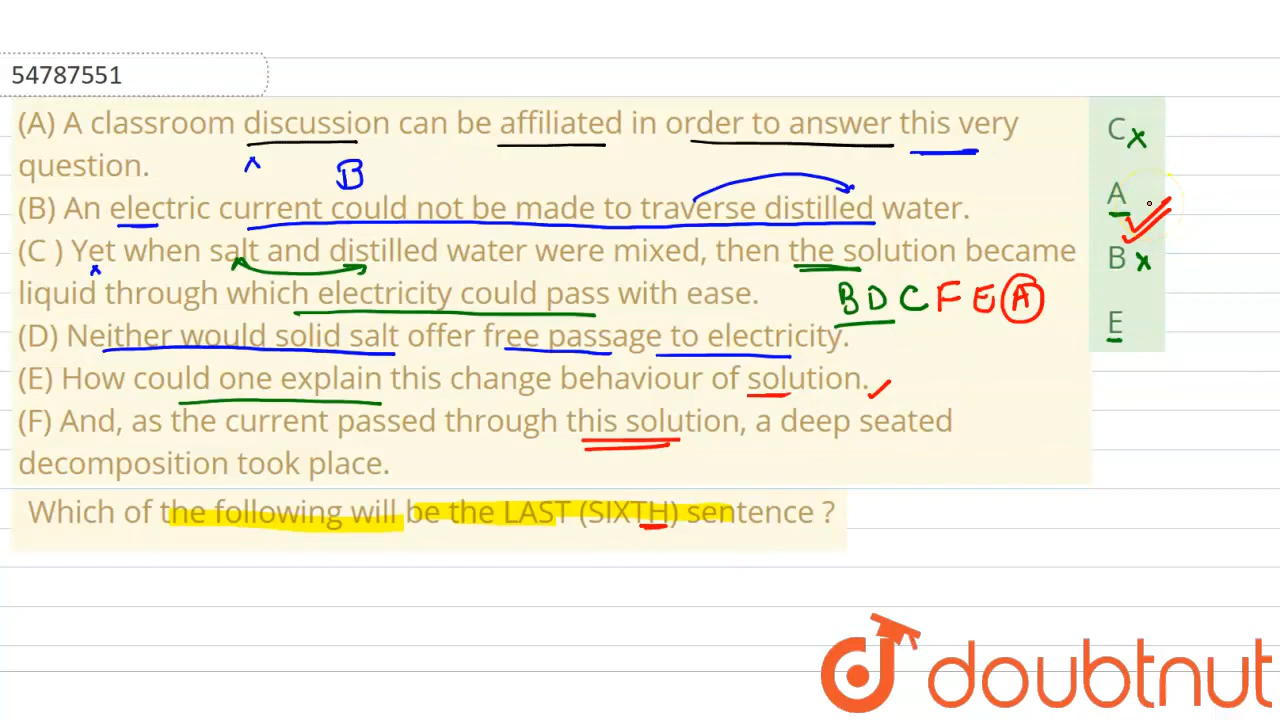 54787551
(A) A classroom discussion can be affiliated in order to answer this very
question.
B
(B) An electric current could not be made to traverse distilled water.
(C ) Yet when salt and distilled water were mixed, then the solution became
liquid through which electricity could pass with ease.
B D C F E A
(D) Neither would solid salt offer free passage to electricity.
(E) How could one explain this change behaviour of solution.
(F) And, as the current passed through this solution, a deep seated
decomposition took place.
Which of the following will be the LAST (SIXTH) sentence ?
C x
A
B x
E
doubtnut